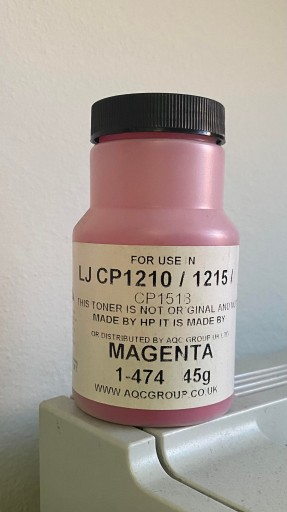 FOR USE IN
LJ CP1210 / 1215 /
CP1518
THIS TONER IS NOT ORIGINAL AND
MADE BY HP IT IS MADE BY
OR DISTRIBUTED BY AQC GROUP
MAGENTA
1-474 45g
WWW.AQCGROUP.CO.UK